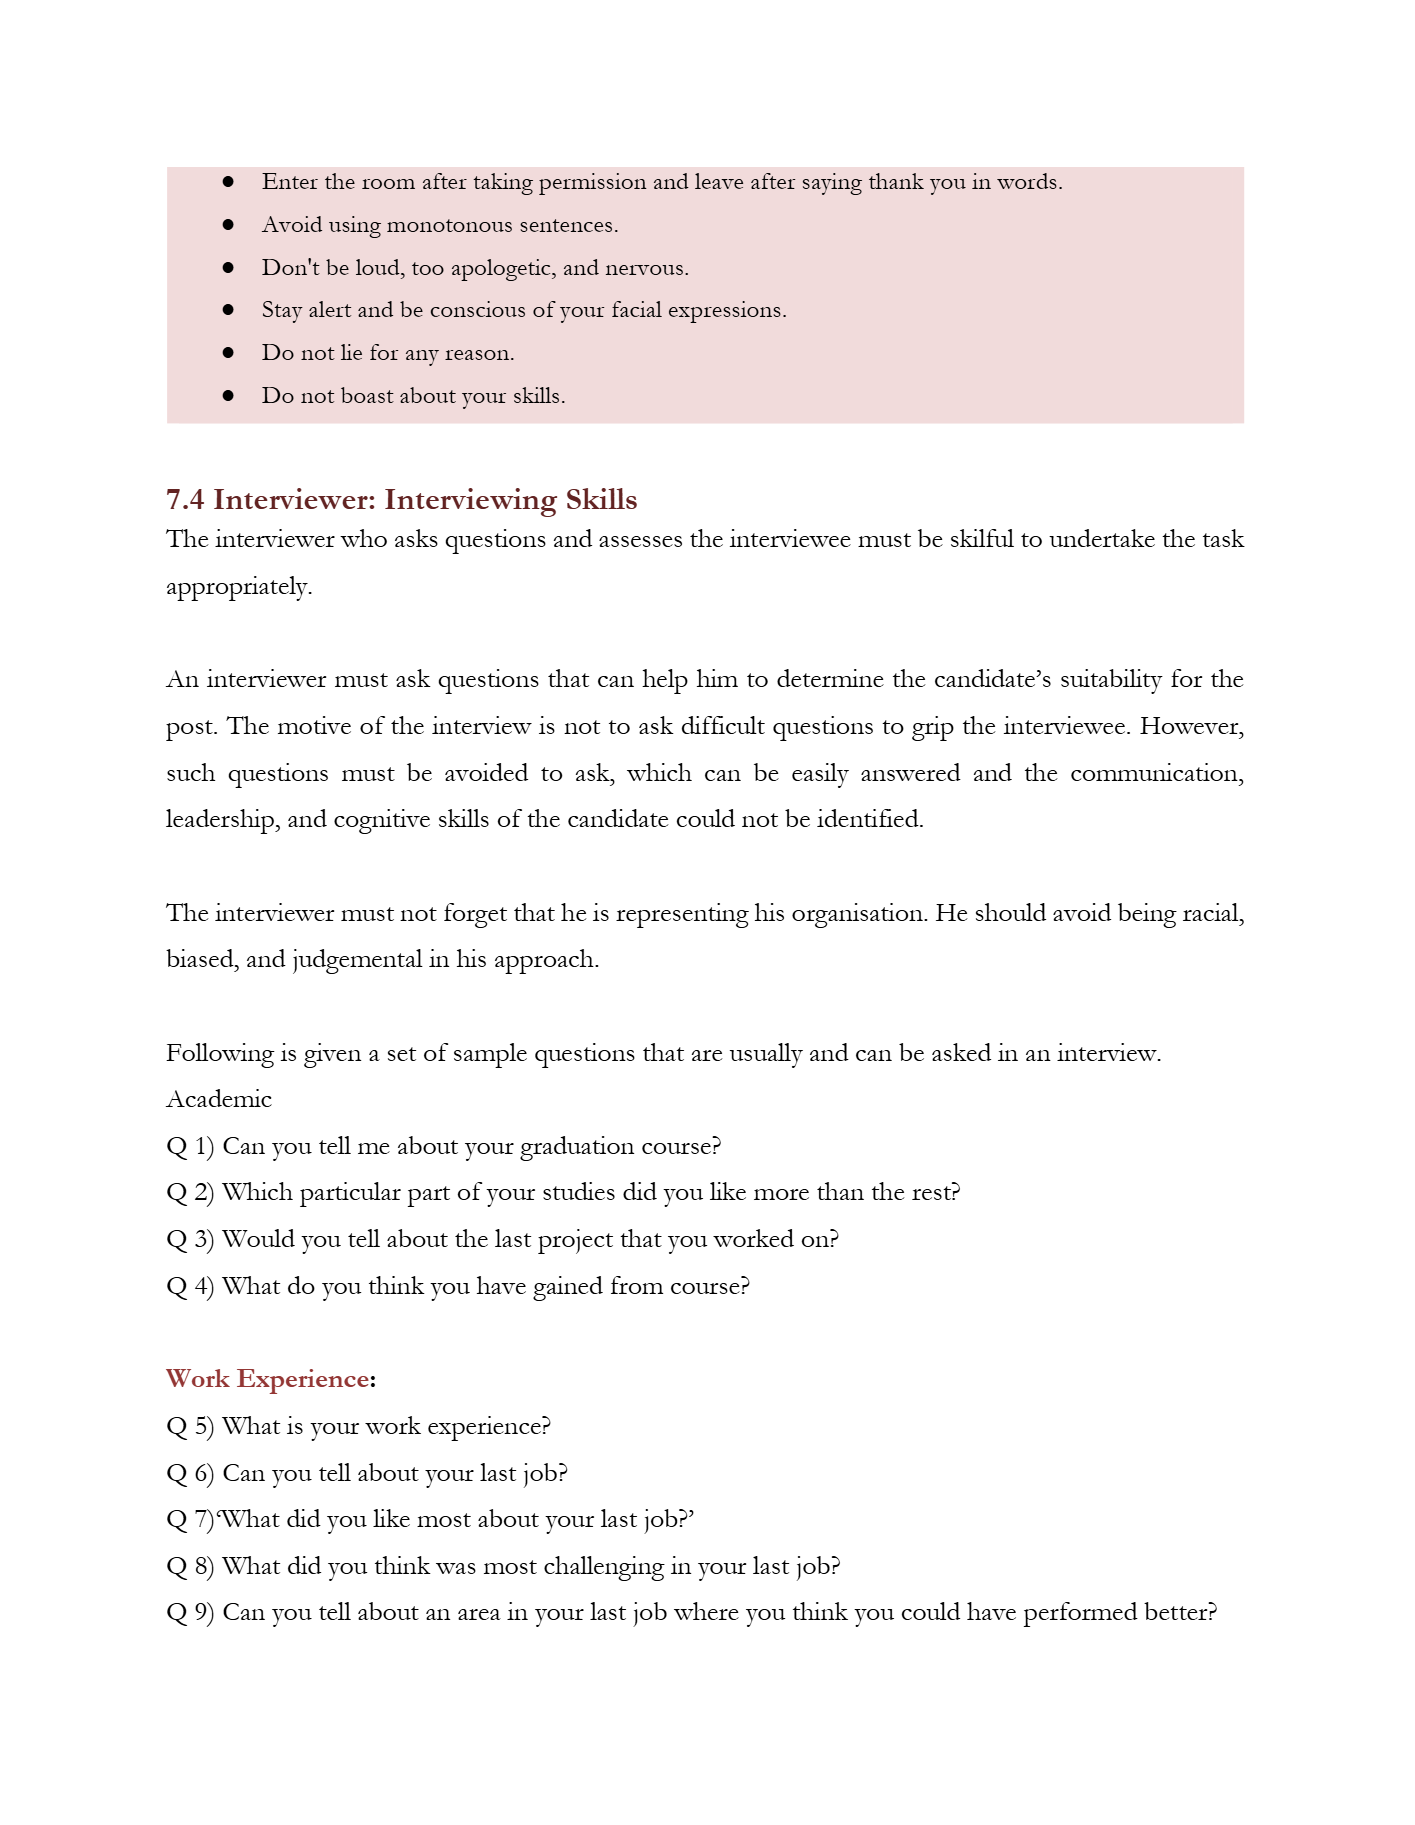 ● Enter the room after taking permission and leave after saying thank you in words.
● Avoid using monotonous sentences.
● Don't be loud, too apologetic, and nervous.
● Stay alert and be conscious of your facial expressions.
● Do not lie for any reason.
● Do not boast about your skills.
7.4 Interviewer: Interviewing Skills
The interviewer who asks questions and assesses the interviewee must be skilful to undertake the task
appropriately.
An interviewer must ask questions that can help him to determine the candidate’s suitability for the
post. The motive of the interview is not to ask difficult questions to grip the interviewee. However,
such questions must be avoided to ask, which can be easily answered and the communication,
leadership, and cognitive skills of the candidate could not be identified.
The interviewer must not forget that he is representing his organisation. He should avoid being racial,
biased, and judgemental in his approach.
Following is given a set of sample questions that are usually and can be asked in an interview.
Academic
Q 1) Can you tell me about your graduation course?
Q 2) Which particular part of your studies did you like more than the rest?
Q 3) Would you tell about the last project that you worked on?
Q 4) What do you think you have gained from course?
Work Experience:
Q 5) What is your work experience?
Q 6) Can you tell about your last job?
Q 7)‘What did you like most about your last job?’
Q 8) What did you think was most challenging in your last job?
Q 9) Can you tell about an area in your last job where you think you could have performed better?